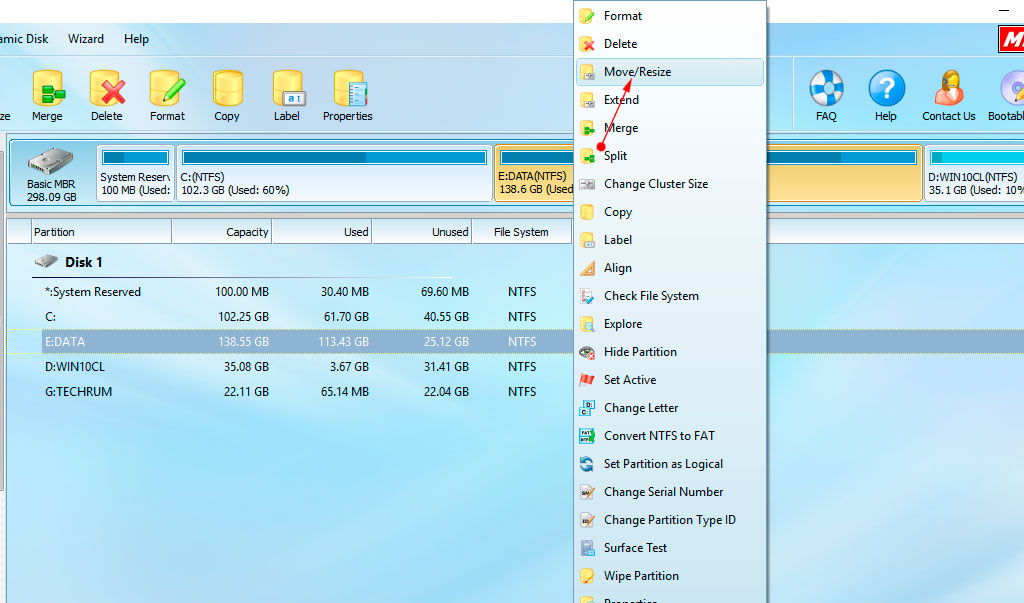 amic Disk Wizard Help
ze Merge Delete Format Copy Label Properties FAQ Help Contact Us Bootab
Basic MBR
298.09 GB
System Reserv
100 MB (Used:
C:(NTFS)
102.3 GB (Used: 60%)
E:DATA(NTFS)
138.6 GB (Used
D:WIN10CL(NTFS)
35.1 GB (Used: 10%
Partition Capacity Used Unused File System
Disk 1
*:System Reserved 100.00 MB 30.40 MB 69.60 MB NTFS
C: 102.25 GB 61.70 GB 40.55 GB NTFS
E:DATA 138.55 GB 113.43 GB 25.12 GB NTFS
D:WIN10CL 35.08 GB 3.67 GB 31.41 GB NTFS
G:TECHRUM 22.11 GB 65.14 MB 22.04 GB NTFS
Format
Delete
Move/Resize
Extend
Merge
Split
Change Cluster Size
Copy
Label
Align
Check File System
Explore
Hide Partition
Set Active
Change Letter
Convert NTFS to FAT
Set Partition as Logical
Change Serial Number
Change Partition Type ID
Surface Test
Wipe Partition
Properties